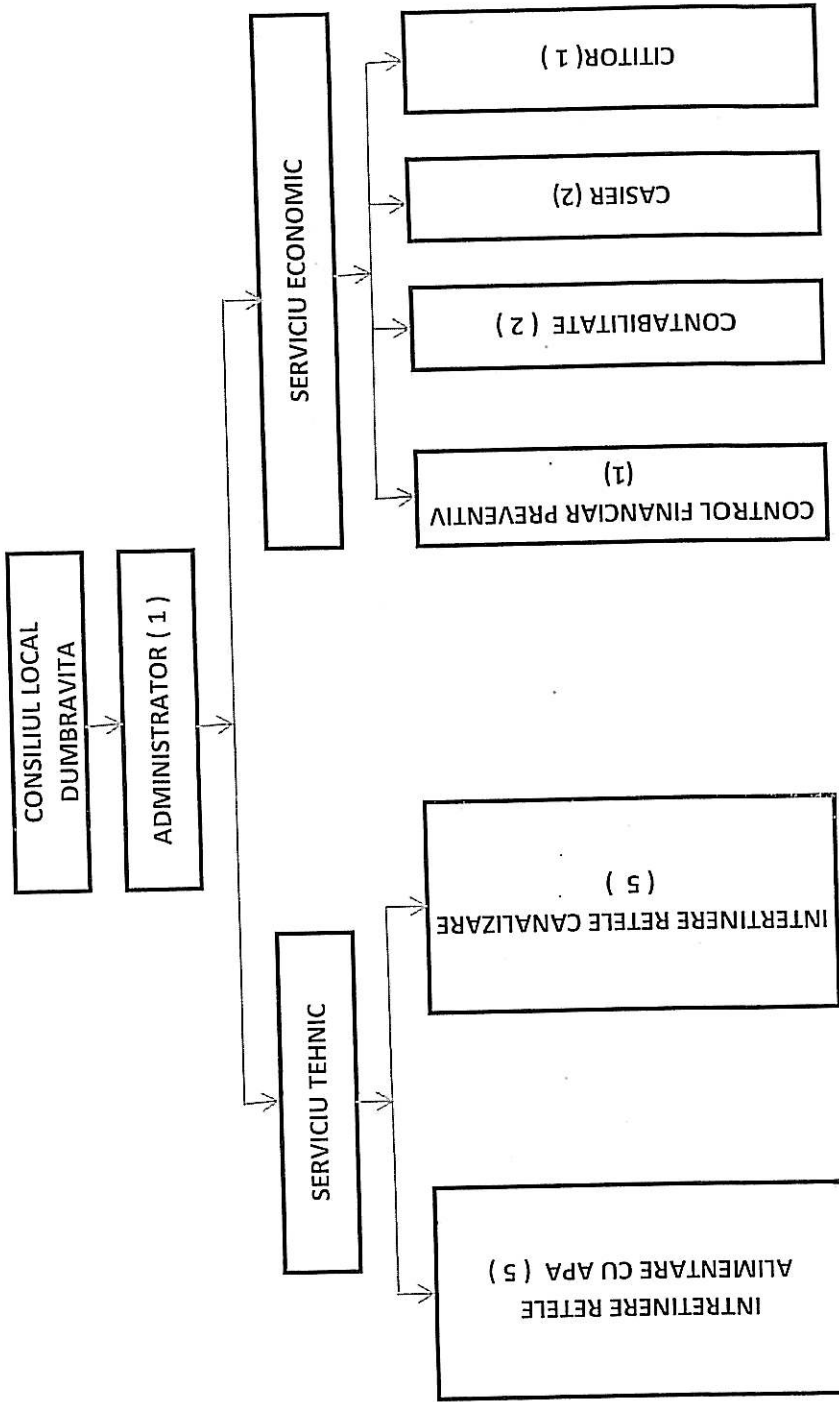 CONSILIUL LOCAL
DUMBRAVITA
ADMINISTRATOR ( 1 )
SERVICIU TEHNIC
SERVICIU ECONOMIC
INTRETINERE RETELE
ALIMENTARE CU APA ( 5 )
INTERTINERE RETELE CANALIZARE
( 5 )
CONTROL FINANCIAR PREVENTIV
(1)
CONTABILITATE ( 2 )
CASIER (2)
CITITOR( 1 )